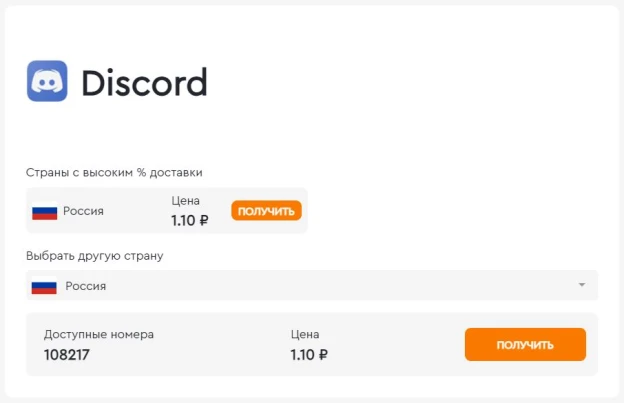 Discord
Страны с высоким % доставки
Россия
Цена
1.10 ₽
ПОЛУЧИТЬ
Выбрать другую страну
Россия
Доступные номера
108217
Цена
1.10 ₽
ПОЛУЧИТЬ